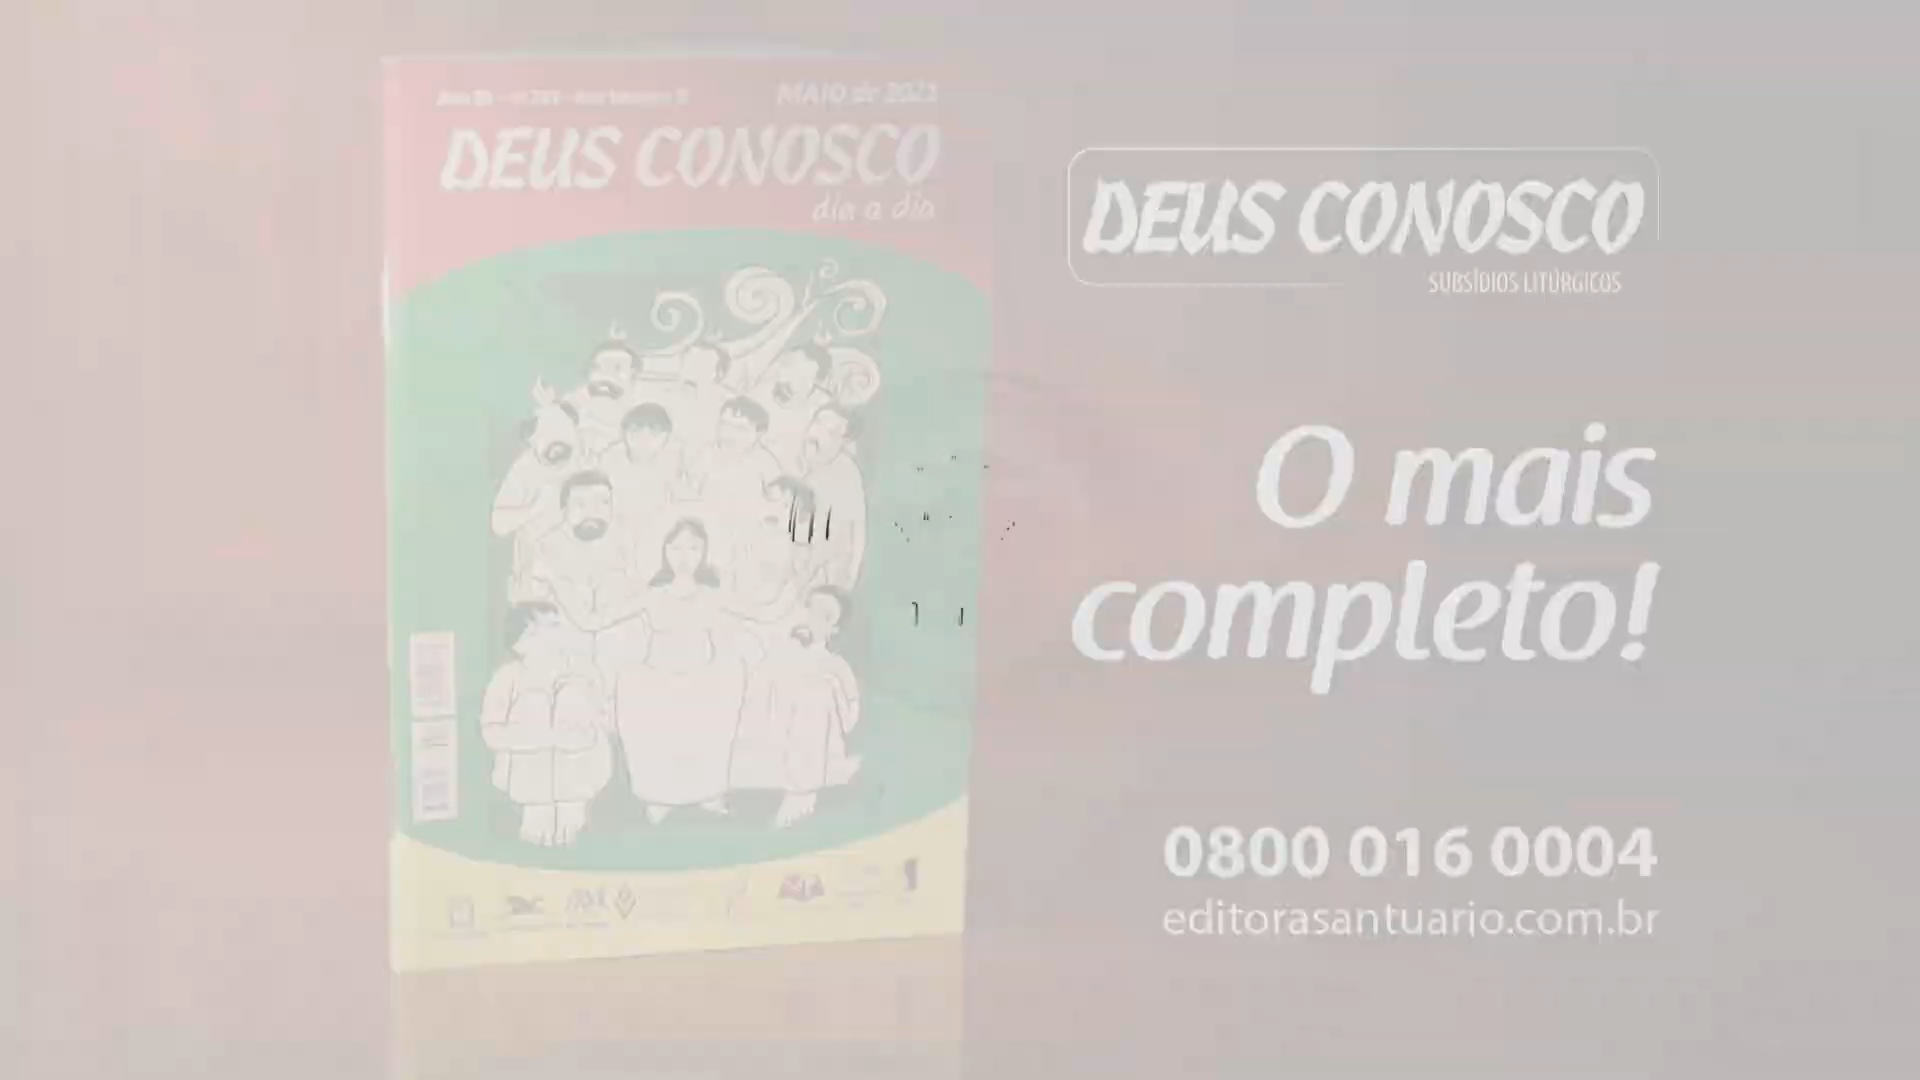 MAIO de 2021
DEUS CONOSCO
dia a dia
DEUS CONOSCO
SUBSÍDIOS LITÚRGICOS
O mais
completo!
0800 016 0004
editorasantuario.com.br